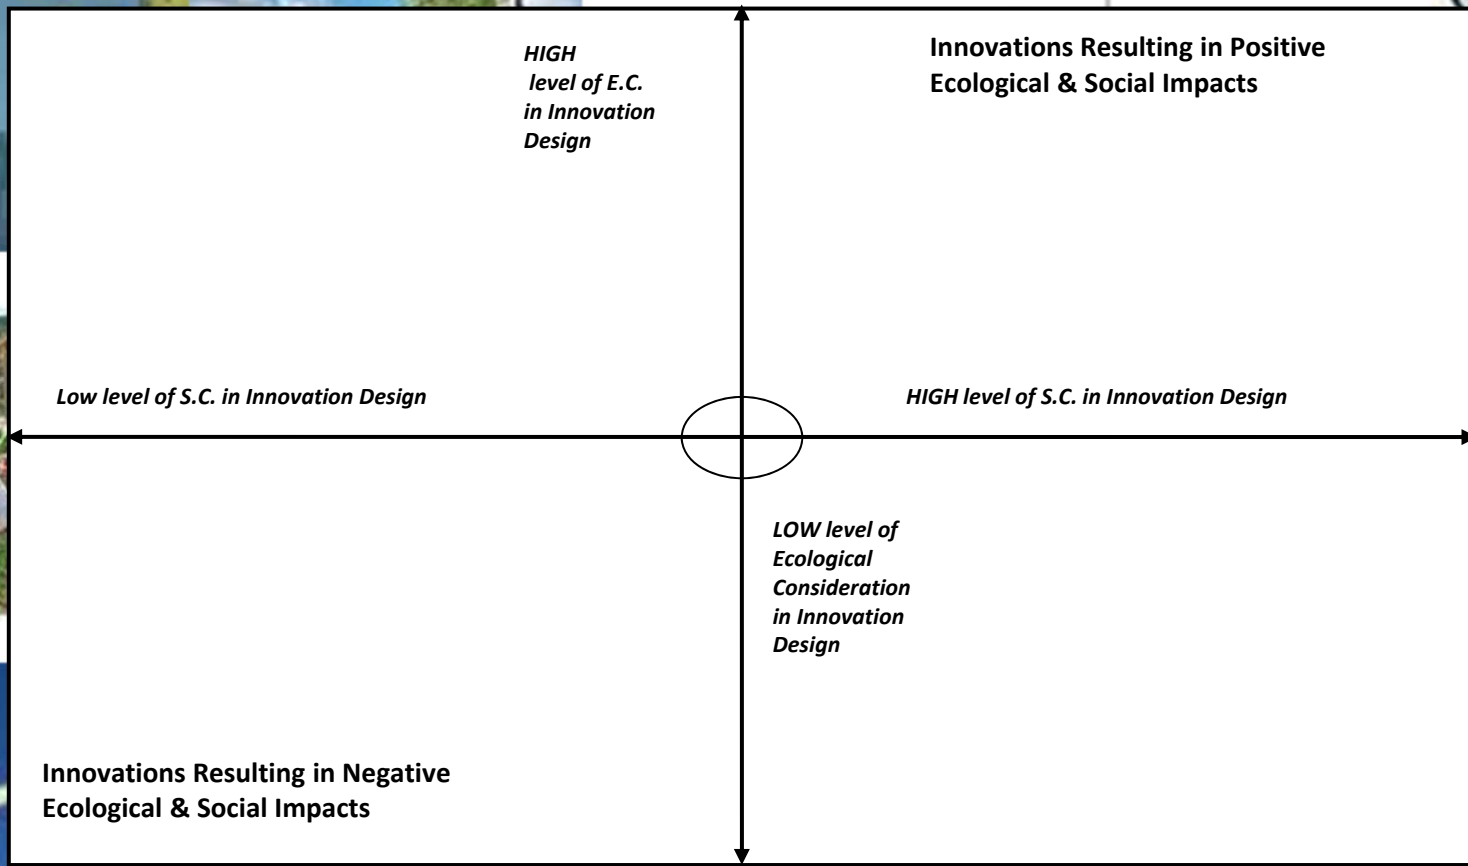 HIGH
level of E.C.
in Innovation
Design
Innovations Resulting in Positive
Ecological & Social Impacts
Low level of S.C. in Innovation Design
HIGH level of S.C. in Innovation Design
LOW level of
Ecological
Consideration
in Innovation
Design
Innovations Resulting in Negative
Ecological & Social Impacts